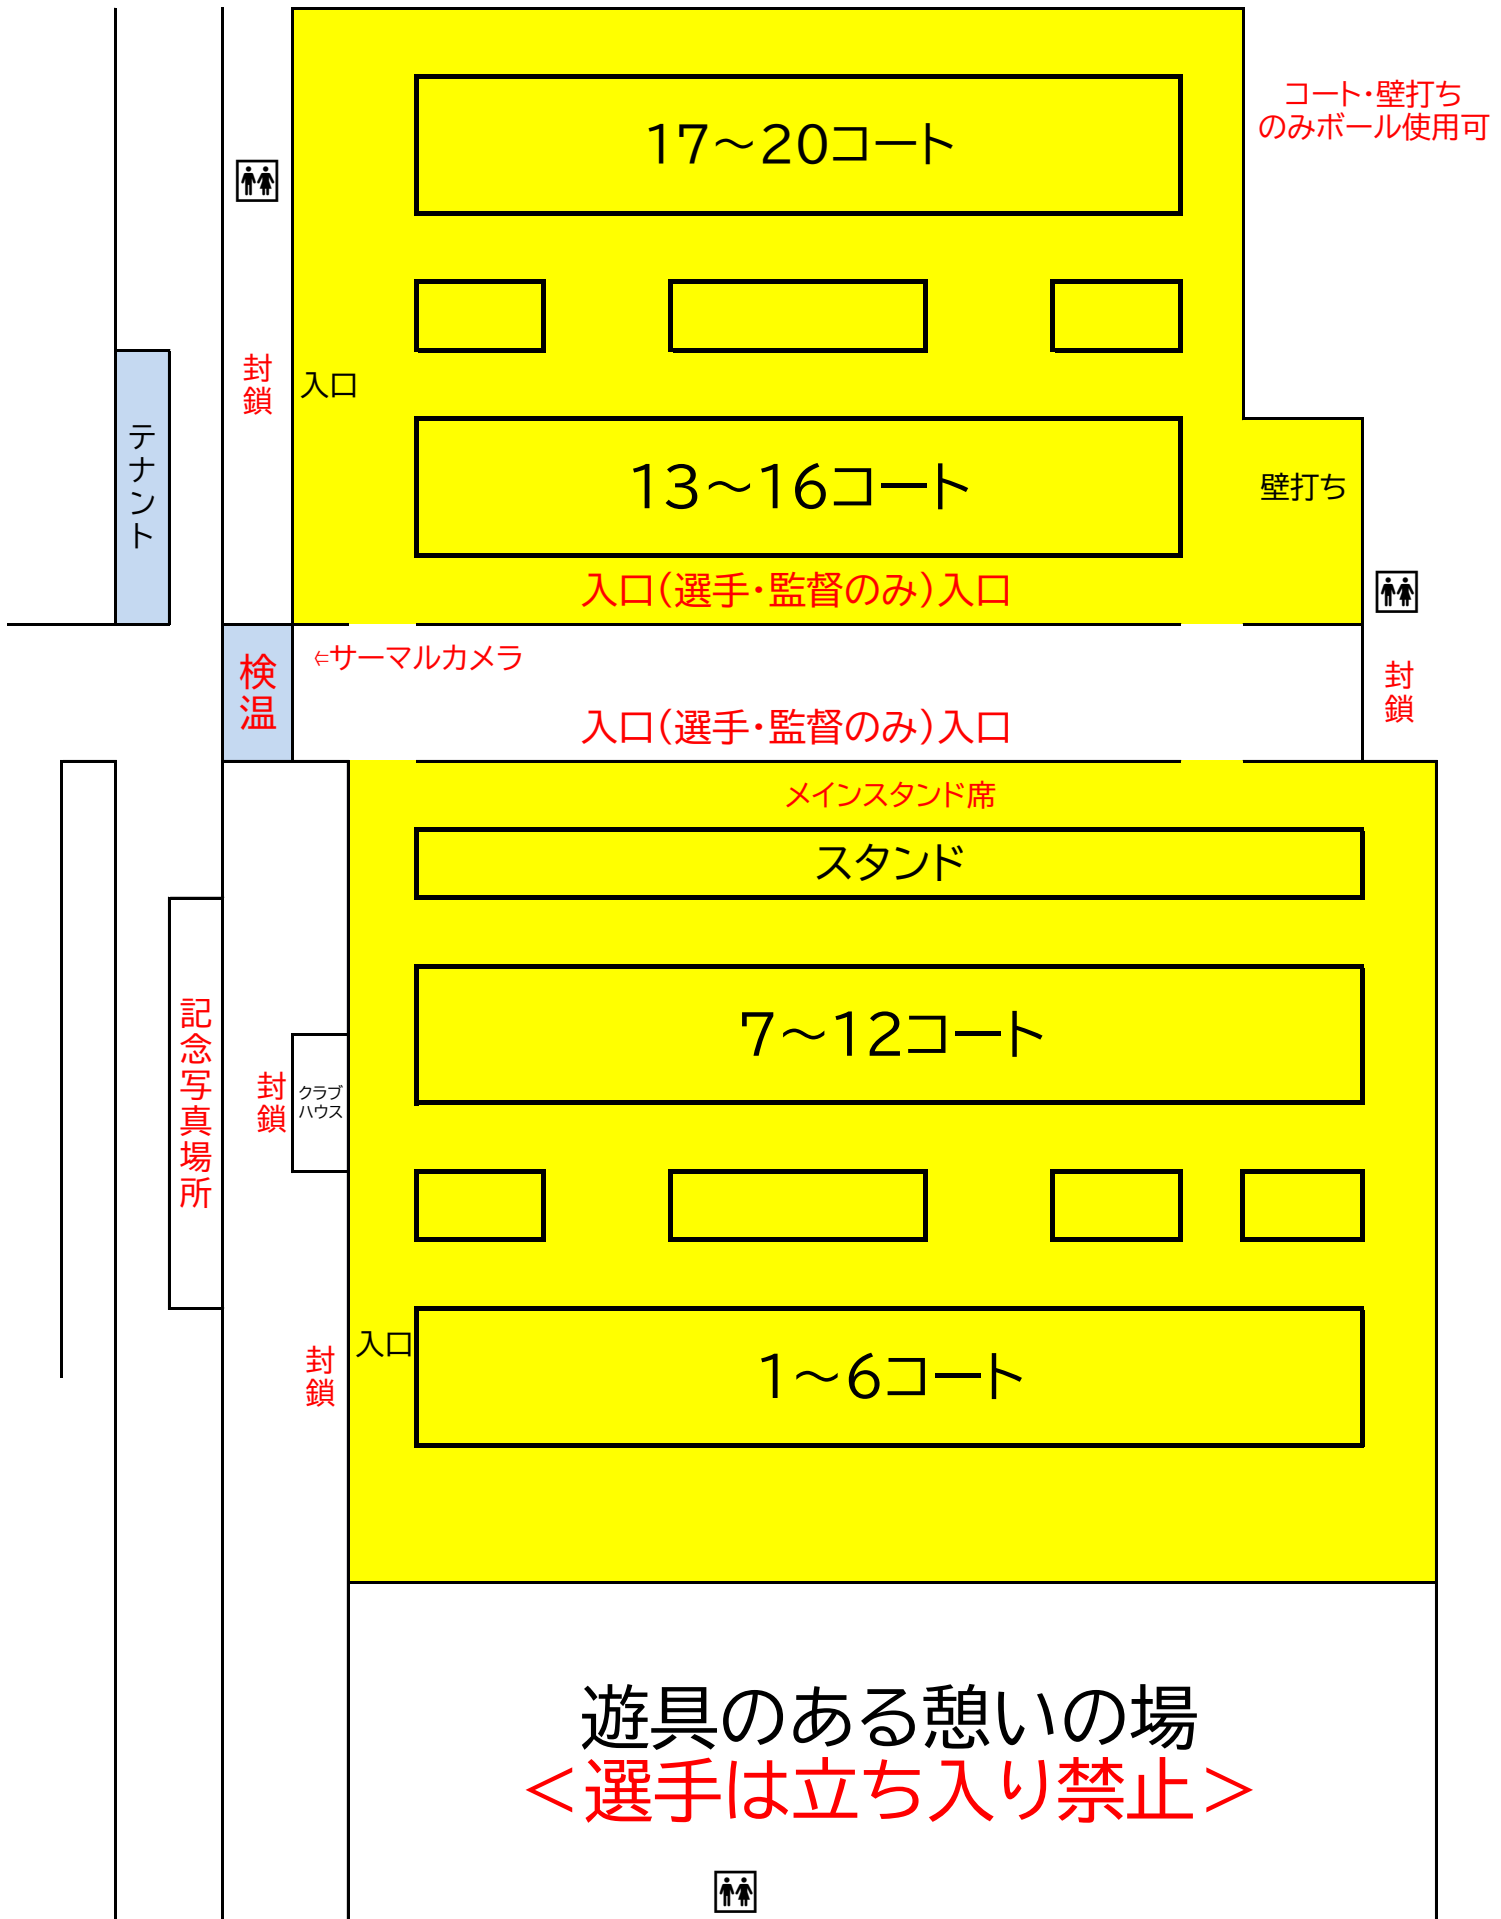 コート・壁打ち
のみボール使用可
17～20コート
封鎖
入口
テナント
13～16コート
壁打ち
入口(選手・監督のみ)入口
検温
⇐サーマルカメラ
封鎖
入口(選手・監督のみ)入口
メインスタンド席
スタンド
記念写真場所
7～12コート
封鎖
クラブ
ハウス
入口
封鎖
1～6コート
遊具のある憩いの場
＜選手は立ち入り禁止＞